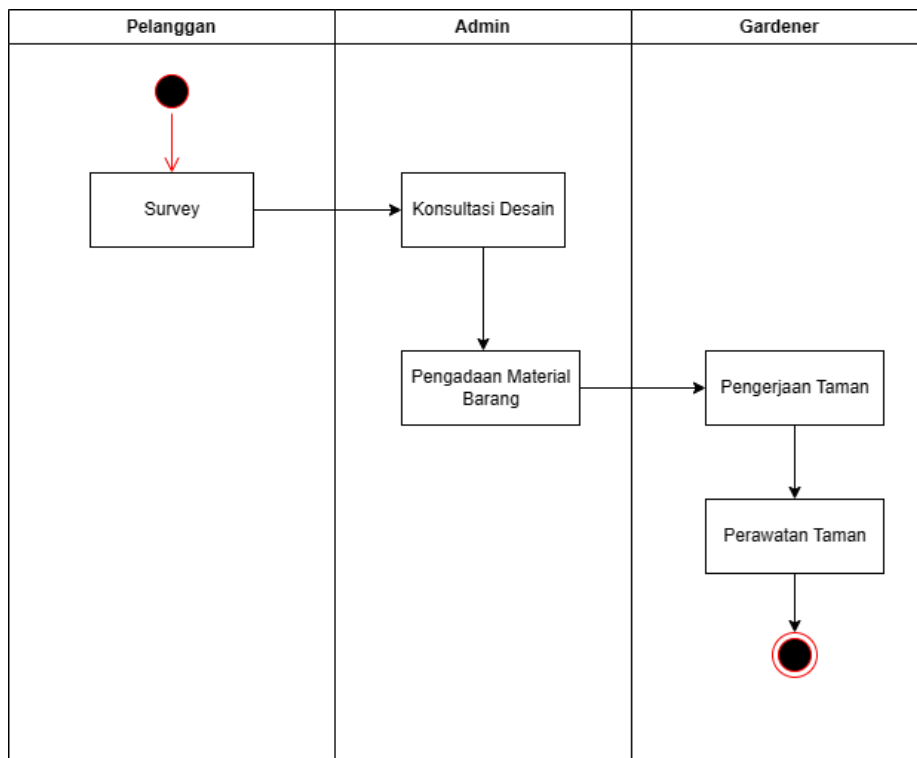 Pelanggan
Admin
Gardener
Survey
Konsultasi Desain
Pengadaan Material
Barang
Pengerjaan Taman
Perawatan Taman